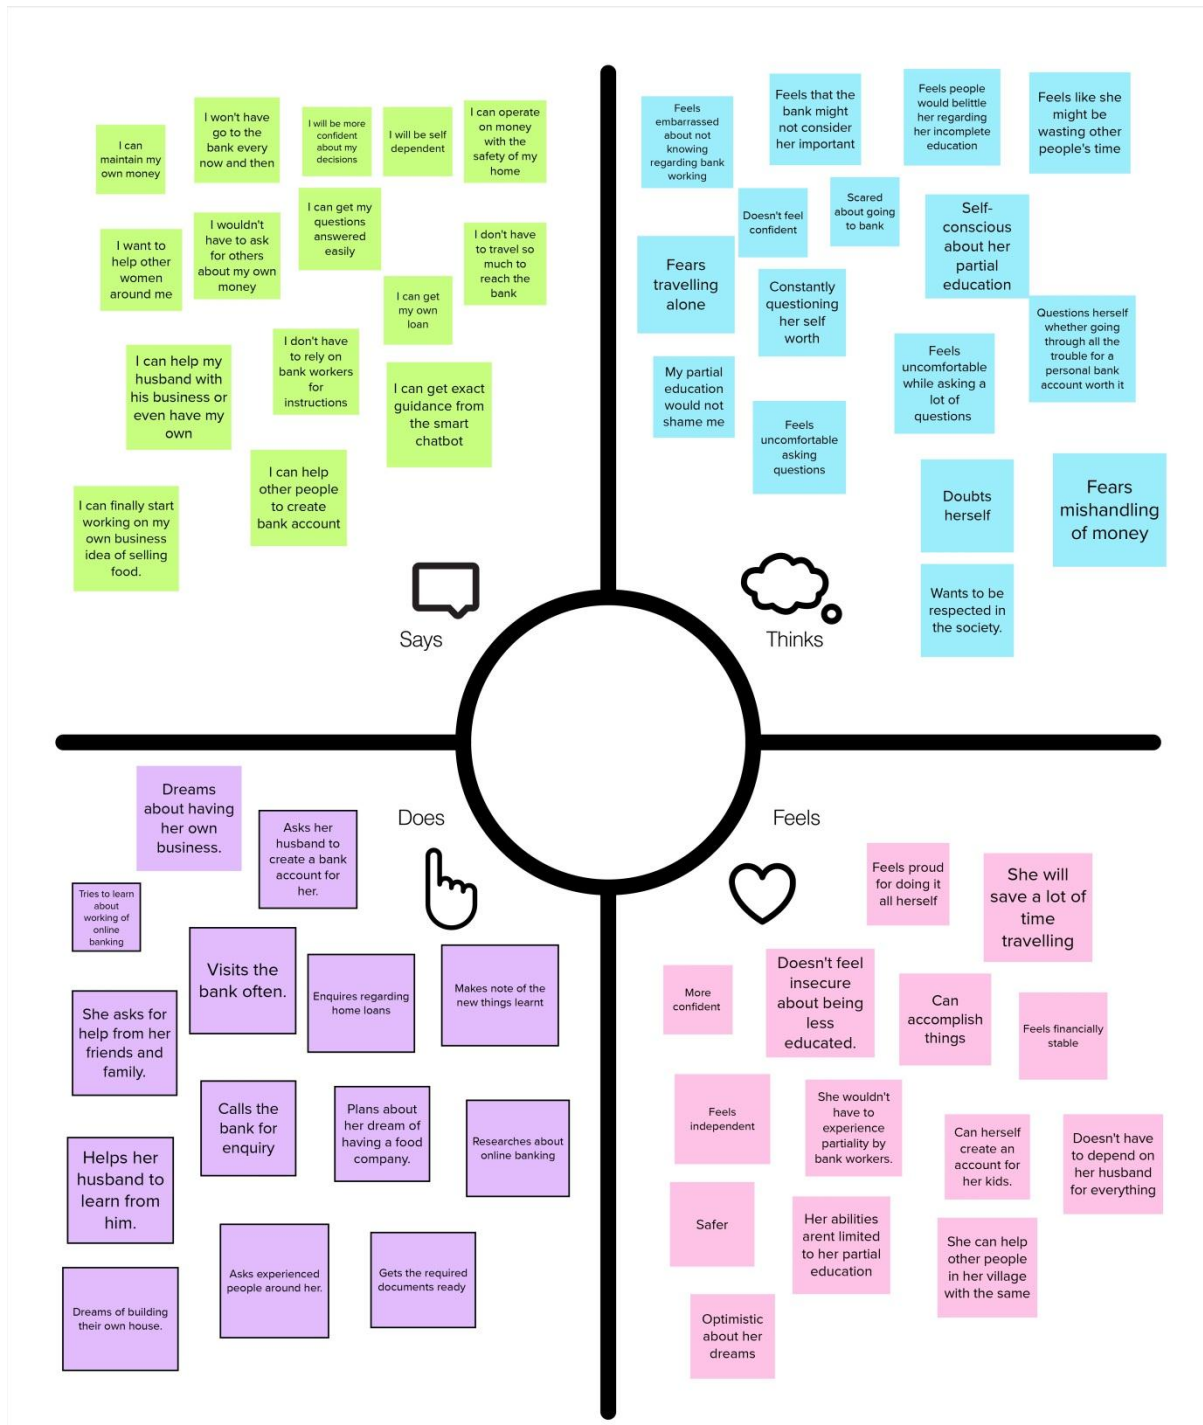 I can
maintain my
own money
I won't have
go to the
bank every
now and then
I will be more
confident
about my
decisions
I will be self
dependent
I can operate
on money
with the
safety of my
home
I want to
help other
women
around me
I wouldn't
have to ask
for others
about my own
money
I can get my
questions
answered
easily
I don't have
to travel so
much to
reach the
bank
I can get
my own
loan
I can help my
husband with
his business or
even have my
own
I don't have
to rely on
bank workers
for
instructions
I can get exact
guidance from
the smart
chatbot
I can finally start
working on my
own business
idea of selling
food.
I can help
other people
to create
bank account
Says
Feels
embarrassed
about not
knowing
regarding bank
working
Feels that the
bank might
not consider
her important
Feels people
would belittle
her regarding
her incomplete
education
Feels like she
might be
wasting other
people's time
Doesn't feel
confident
Scared
about going
to bank
Self-
conscious
about her
partial
education
Fears
travelling
alone
Constantly
questioning
her self
worth
Questions herself
whether going
through all the
trouble for a
personal bank
account worth it
My partial
education
would not
shame me
Feels
uncomfortable
while asking a
lot of
questions
Feels
uncomfortable
asking
questions
Doubts
herself
Fears
mishandling
of money
Wants to be
respected in
the society.
Thinks
Does
Dreams
about having
her own
business.
Asks her
husband to
create a bank
account for
her.
Tries to learn
about
working of
online
banking
Visits the
bank often.
Enquires regarding
home loans
Makes note of the
new things learnt
She asks for
help from her
friends and
family.
Calls the
bank for
enquiry
Plans about
her dream of
having a food
company.
Researches about
online banking
Helps her
husband to
learn from
him.
Asks experienced
people around her.
Gets the required
documents ready
Dreams of building
their own house.
Feels
Feels proud
for doing it
all herself
She will
save a lot of
time
travelling
More
confident
Doesn't feel
insecure
about being
less
educated.
Can
accomplish
things
Feels financially
stable
Feels
independent
She wouldn't
have to
experience
partiality by
bank workers.
Can herself
create an
account for
her kids.
Doesn't have
to depend on
her husband
for everything
Safer
Her abilities
arent limited
to her partial
education
She can help
other people
in her village
with the
same
Optimistic
about her
dreams